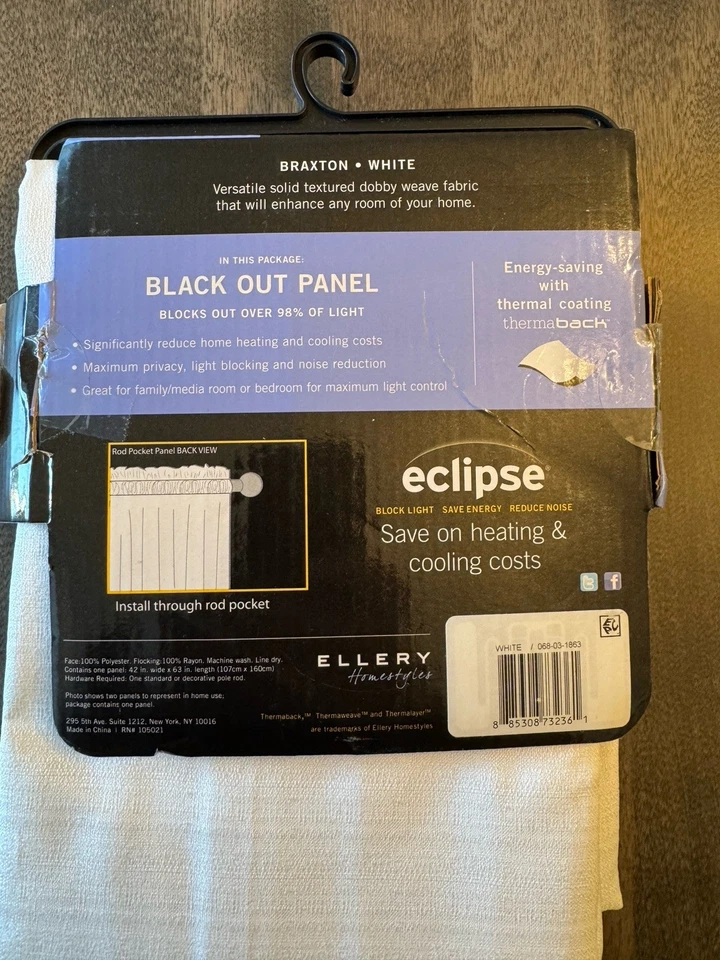 BRAXTON • WHITE
Versatile solid textured dobby weave fabric
that will enhance any room of your home.
IN THIS PACKAGE:
BLACK OUT PANEL
BLOCKS OUT OVER 98% OF LIGHT
• Significantly reduce home heating and cooling costs
• Maximum privacy, light blocking and noise reduction
• Great for family/media room or bedroom for maximum light control
Energy-saving
with
thermal coating
thermaback™
Rod Pocket Panel BACK VIEW
Install through rod pocket
eclipse®
BLOCK LIGHT SAVE ENERGY REDUCE NOISE
Save on heating &
cooling costs
Face:100% Polyester. Flocking:100% Rayon. Machine wash. Line dry.
Contains one panel: 42 in. wide x 63 in. length (107cm x 160cm)
Hardware Required: One standard or decorative pole rod.
Photo shows two panels to represent in home use;
package contains one panel.
295 5th Ave. Suite 1212, New York, NY 10016
Made in China | RN# 105021
ELLERY
Homestyles
Thermaback,™ Thermaweave™ and Thermalayer™
are trademarks of Ellery Homestyles
WHITE / 068-03-1863
8 85308 73236 1